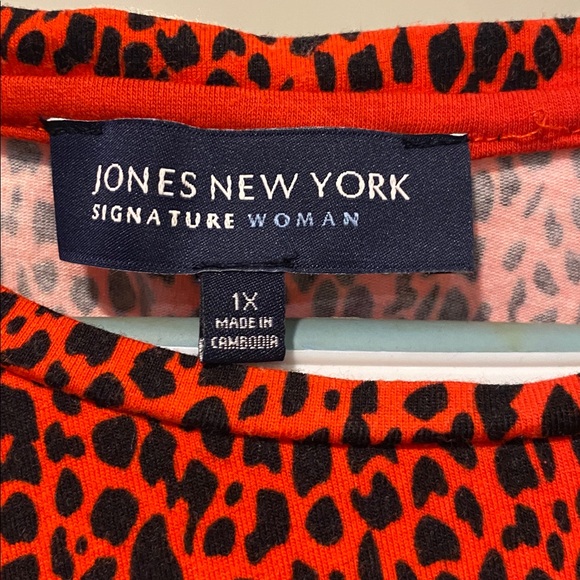 JONES NEW YORK
SIGNATURE WOMAN
1X
MADE IN
CAMBODIA